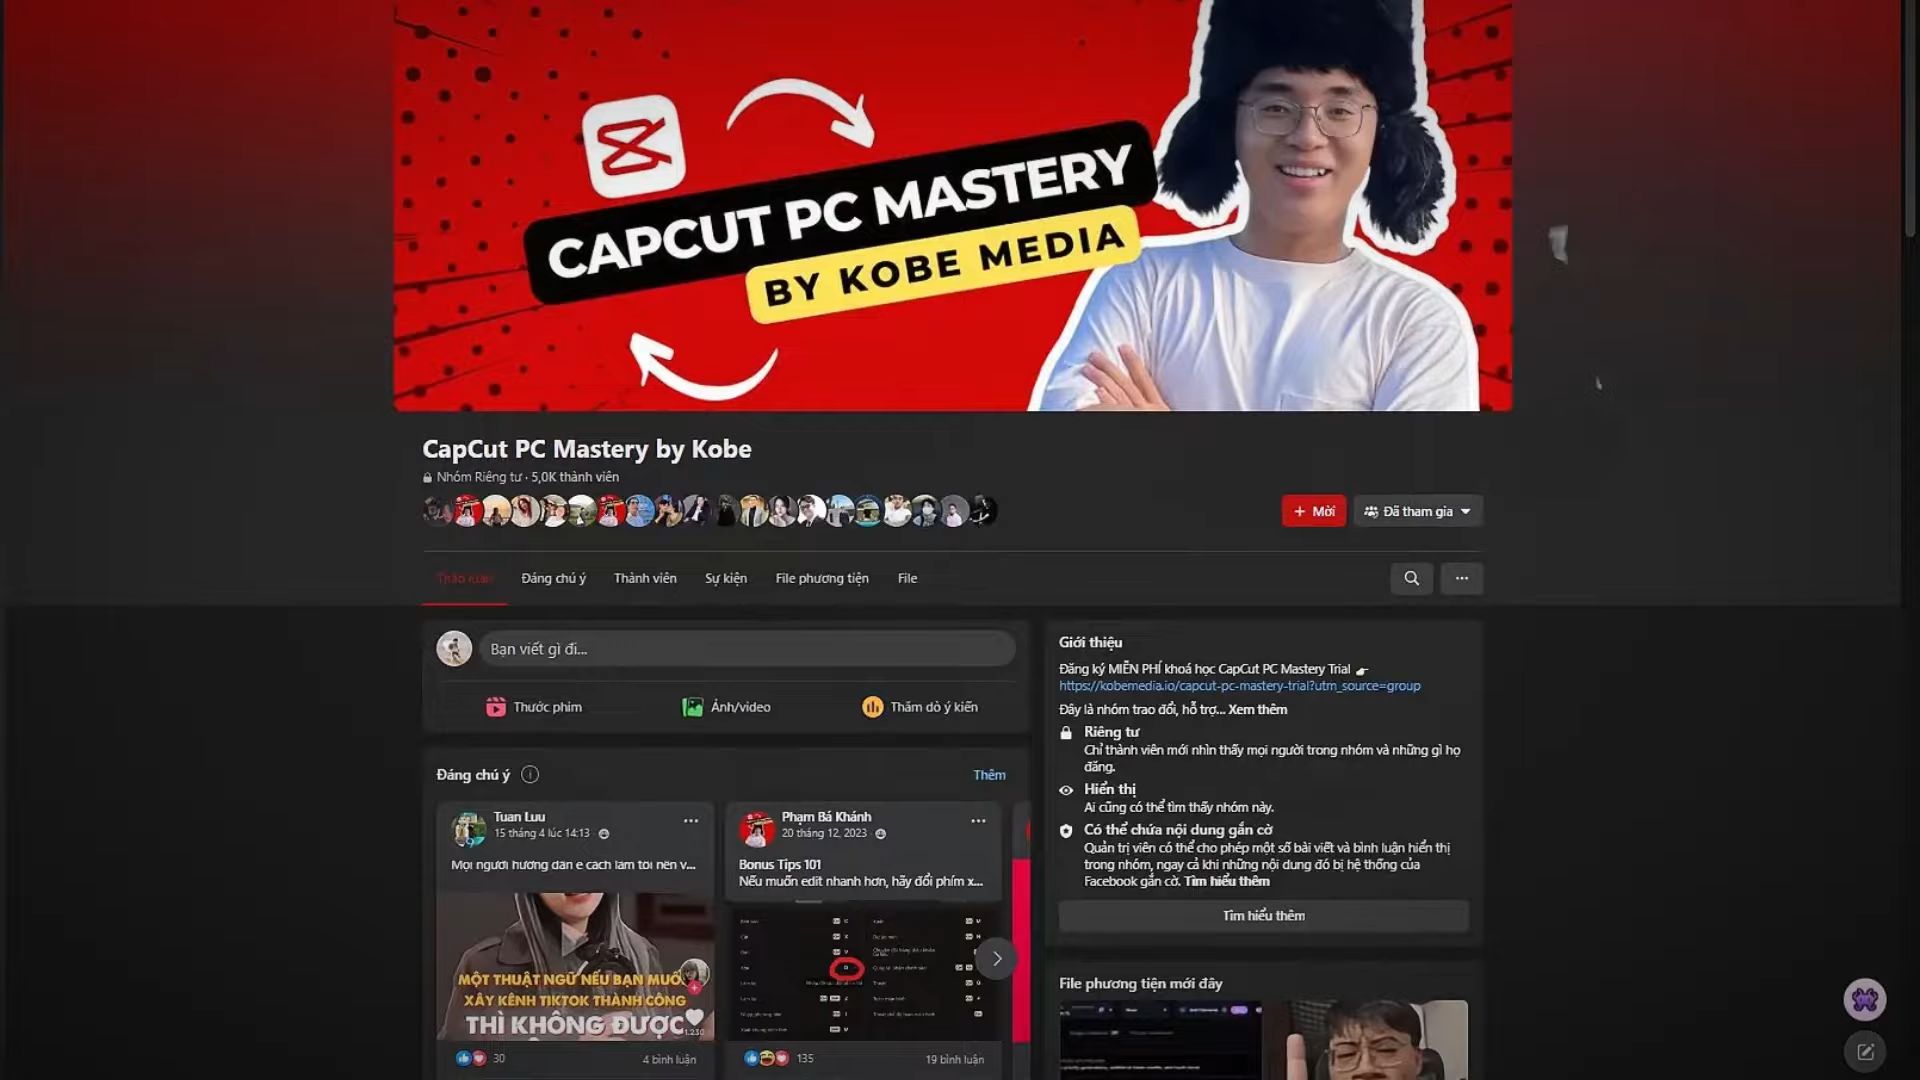 CAPCUT PC MASTERY
BY KOBE MEDIA
CapCut PC Mastery by Kobe
Nhóm Riêng tư · 5,0K thành viên
+ Mời
Đã tham gia
Thảo luận
Đáng chú ý
Thành viên
Sự kiện
File phương tiện
File
Bạn viết gì đi...
Thước phim
Ảnh/video
Thăm dò ý kiến
Giới thiệu
Đăng ký MIỄN PHÍ khoá học CapCut PC Mastery Trial
https://kobemedia.io/capcut-pc-mastery-trial?utm_source=group
Đây là nhóm trao đổi, hỗ trợ... Xem thêm
Riêng tư
Chỉ thành viên mới nhìn thấy mọi người trong nhóm và những gì họ
đăng.
Hiển thị
Ai cũng có thể tìm thấy nhóm này.
Có thể chứa nội dung gắn cờ
Quản trị viên có thể cho phép một số bài viết và bình luận hiển thị
trong nhóm, ngay cả khi những nội dung đó bị hệ thống của
Facebook gắn cờ. Tìm hiểu thêm
Tìm hiểu thêm
Đáng chú ý
Thêm
Tuan Luu
15 tháng 4 lúc 14:13
Mọi người hướng dẫn e cách làm tôi nên v...
MỘT THUẬT NGỮ NẾU BẠN MUỐ
XÂY KÊNH TIKTOK THÀNH CÔNG
THÌ KHÔNG ĐƯỢC
1.230
30
4 bình luận
Phạm Bá Khánh
20 tháng 12, 2023
Bonus Tips 101
Nếu muốn edit nhanh hơn, hãy đổi phím x...
135
19 bình luận
File phương tiện mới đây